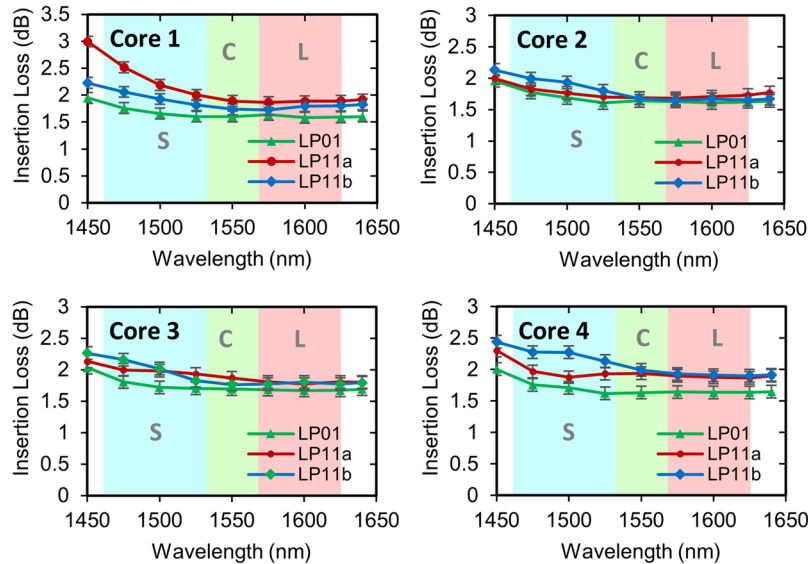 Insertion Loss (dB)
3.5
3
2.5
2
1.5
1
0.5
0
Core 1
C
L
S
LP01
LP11a
LP11b
1450
1500
1550
1600
1650
Wavelength (nm)
Insertion Loss (dB)
3
2.5
2
1.5
1
0.5
0
Core 2
C
L
S
LP01
LP11a
LP11b
1450
1500
1550
1600
1650
Wavelength (nm)
Insertion Loss (dB)
3
2.5
2
1.5
1
0.5
0
Core 3
C
L
S
LP01
LP11a
LP11b
1450
1500
1550
1600
1650
Wavelength (nm)
Insertion Loss (dB)
3
2.5
2
1.5
1
0.5
0
Core 4
C
L
S
LP01
LP11a
LP11b
1450
1500
1550
1600
1650
Wavelength (nm)